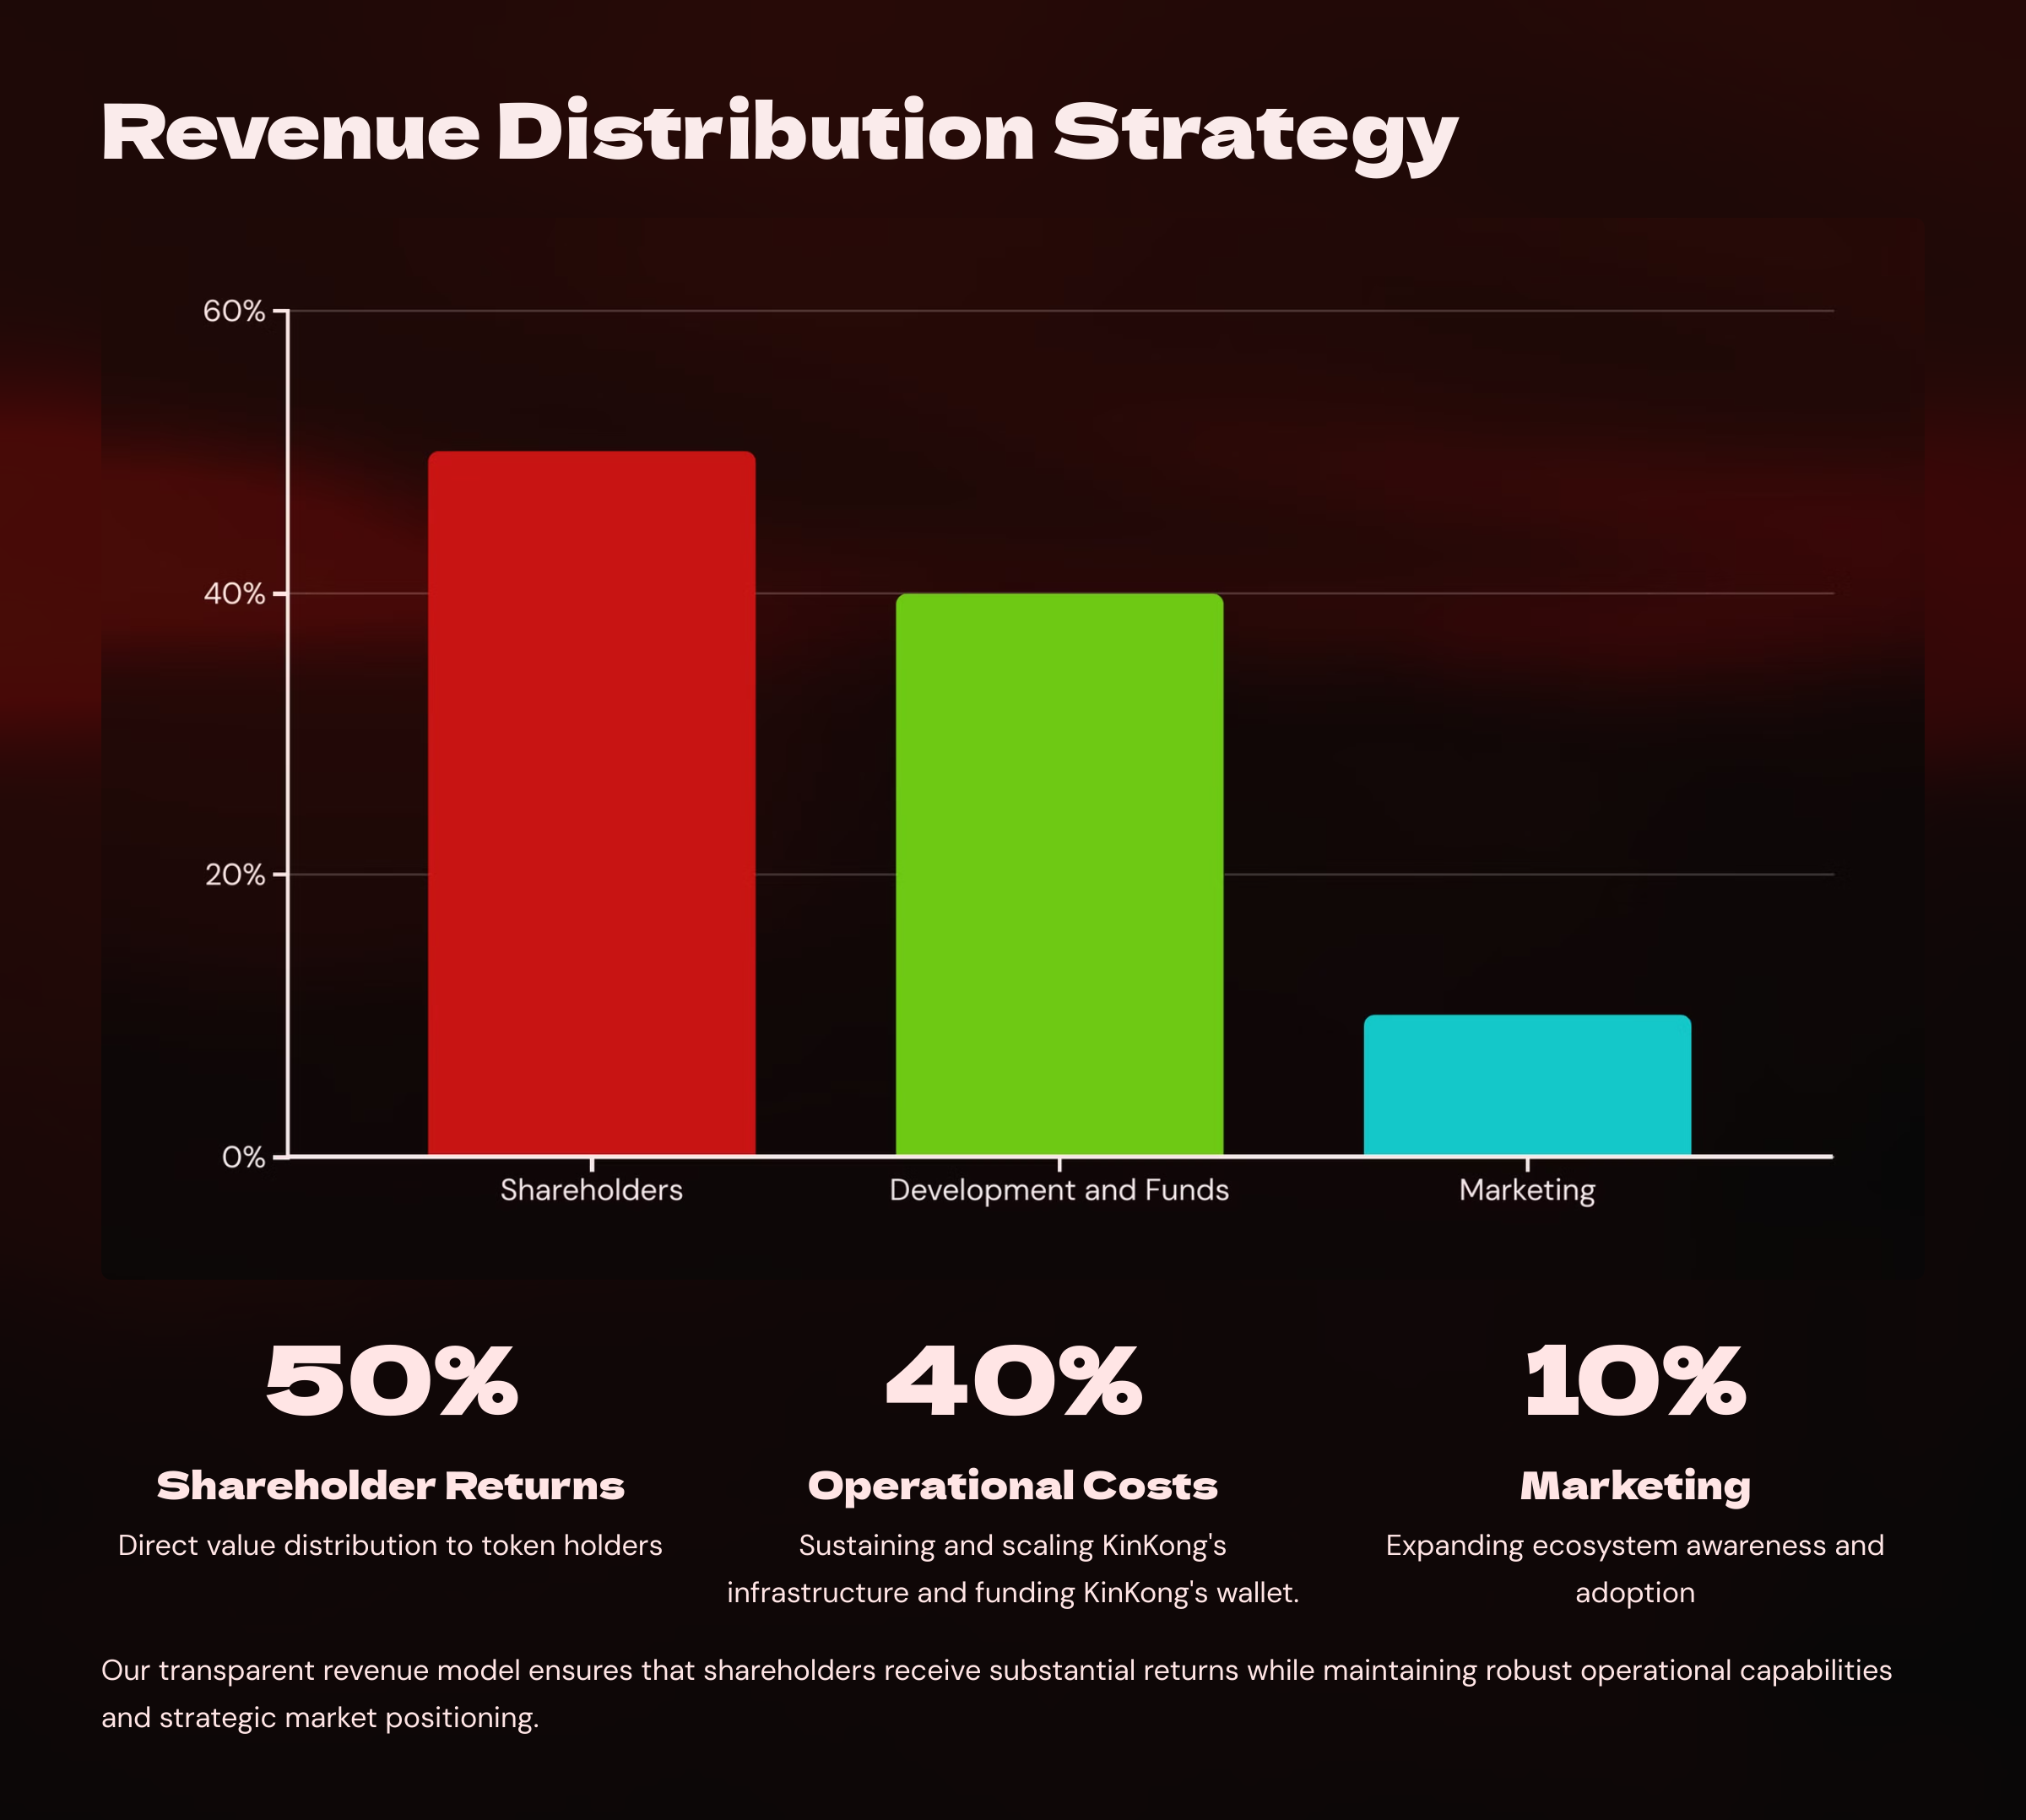 Revenue Distribution Strategy
60%
40%
20%
0%
Shareholders
Development and Funds
Marketing
50%
Shareholder Returns
Direct value distribution to token holders
40%
Operational Costs
Sustaining and scaling KinKong's
infrastructure and funding KinKong's wallet.
10%
Marketing
Expanding ecosystem awareness and
adoption
Our transparent revenue model ensures that shareholders receive substantial returns while maintaining robust operational capabilities
and strategic market positioning.